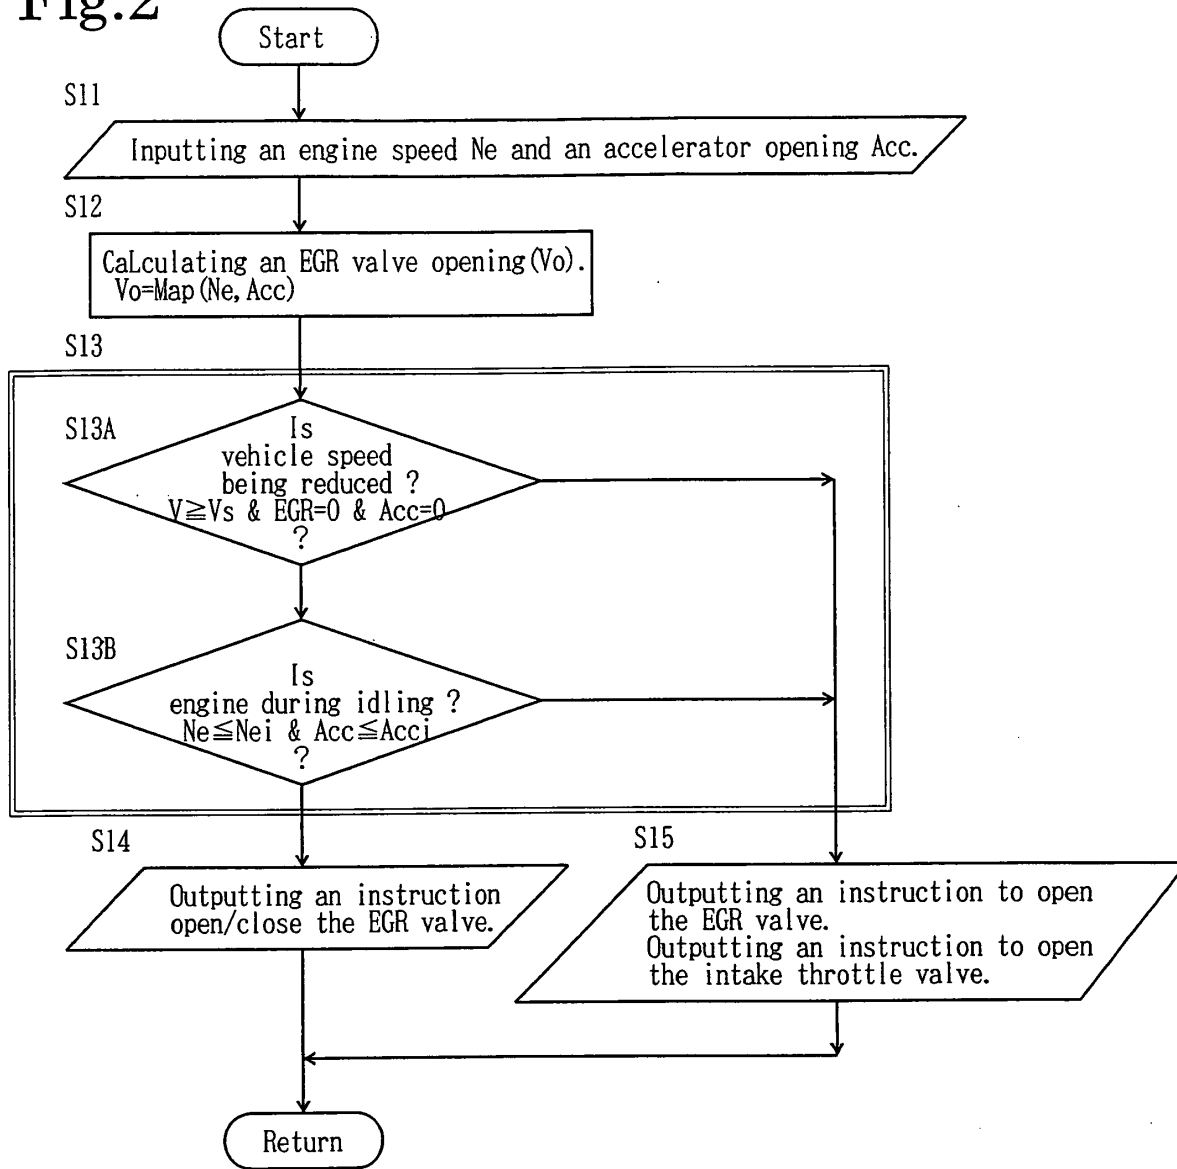 Fig.2
Start
S11
Inputting an engine speed Ne and an accelerator opening Acc.
S12
CaLculating an EGR valve opening(Vo).
Vo=Map(Ne,Acc)
S13
S13A
Is
vehicle speed
being reduced ?
V≧Vs & EGR=0 & Acc=0
?
S13B
Is
engine during idling ?
Ne≦Nei & Acc≦Acci
?
S14
Outputting an instruction
open/close the EGR valve.
S15
Outputting an instruction to open
the EGR valve.
Outputting an instruction to open
the intake throttle valve.
Return